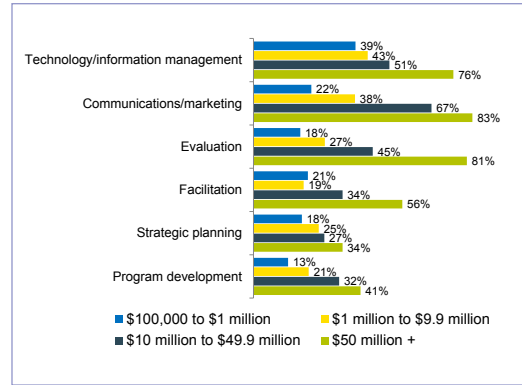 Technology/information management
39%
43%
51%
76%
Communications/marketing
22%
38%
67%
83%
Evaluation
18%
27%
45%
81%
Facilitation
21%
19%
34%
56%
Strategic planning
18%
25%
27%
34%
Program development
13%
21%
32%
41%
$100,000 to $1 million
$1 million to $9.9 million
$10 million to $49.9 million
$50 million +